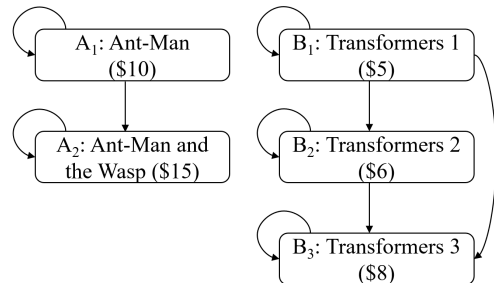 A₁: Ant-Man
($10)
A₂: Ant-Man and
the Wasp ($15)
B₁: Transformers 1
($5)
B₂: Transformers 2
($6)
B₃: Transformers 3
($8)